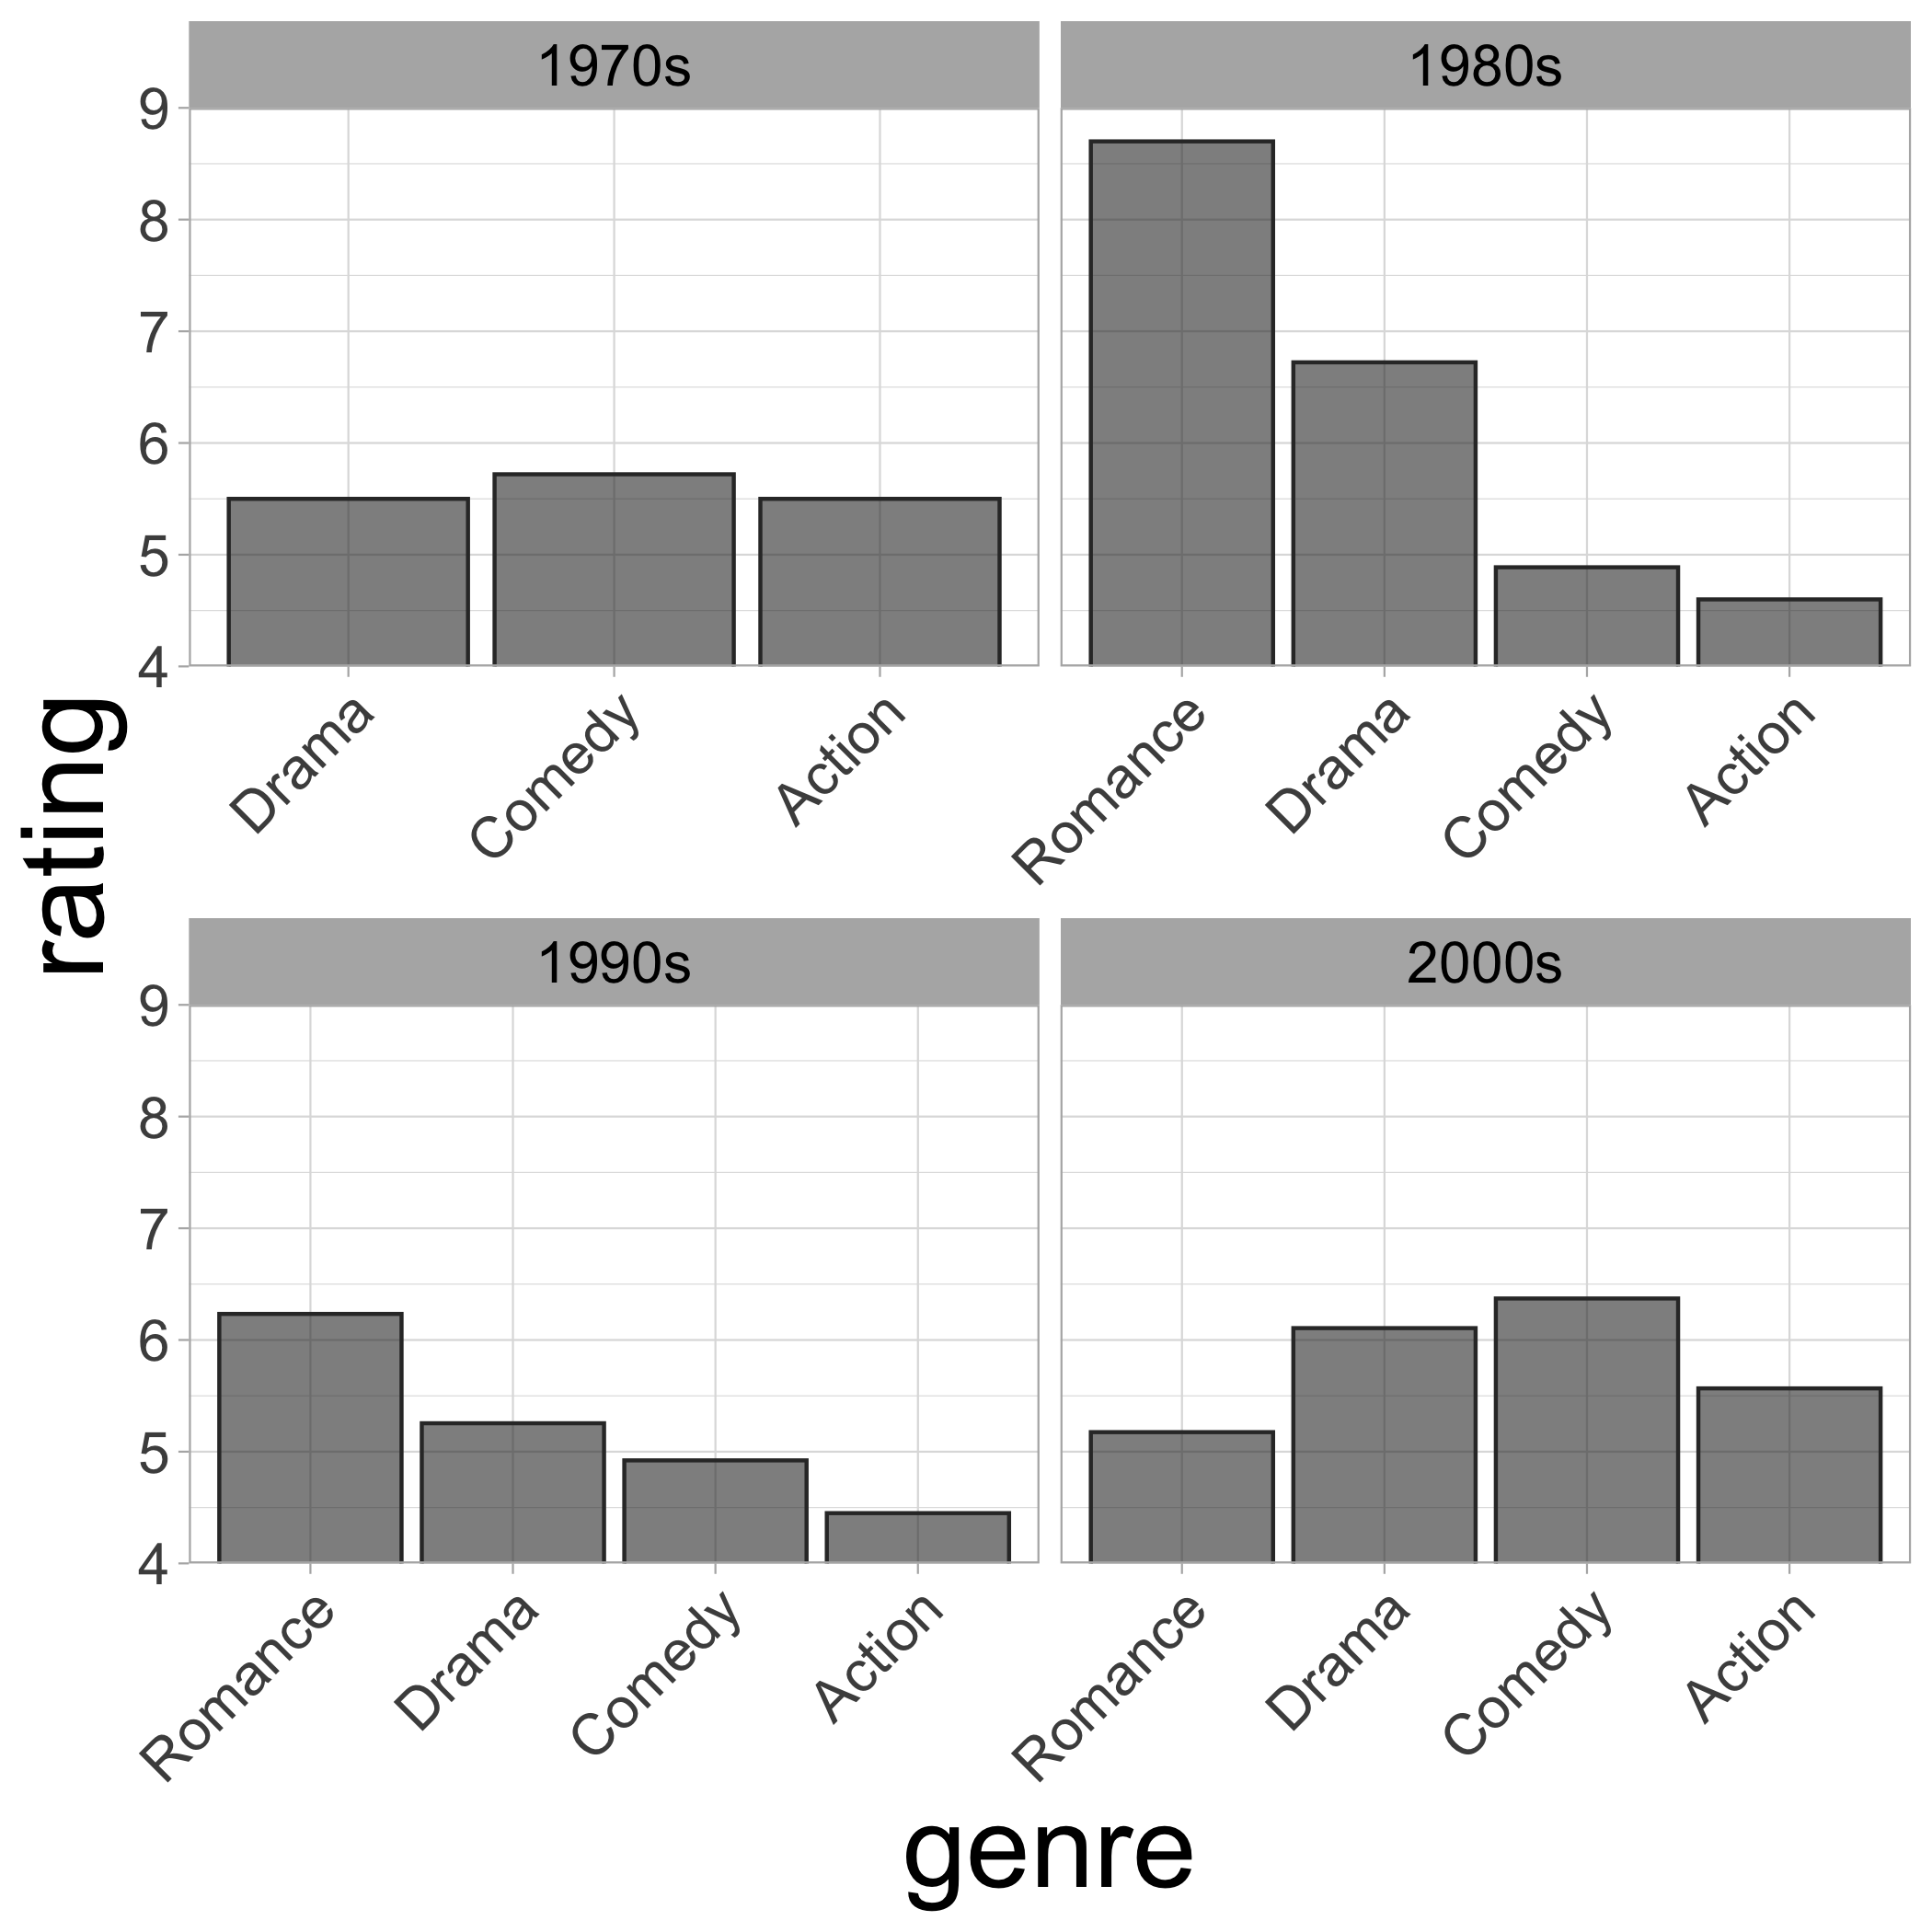 1970s
1980s
9
8
7
6
5
4
Drama
Comedy
Action
Romance
Drama
Comedy
Action
rating
1990s
2000s
9
8
7
6
5
4
Romance
Drama
Comedy
Action
Romance
Drama
Comedy
Action
genre